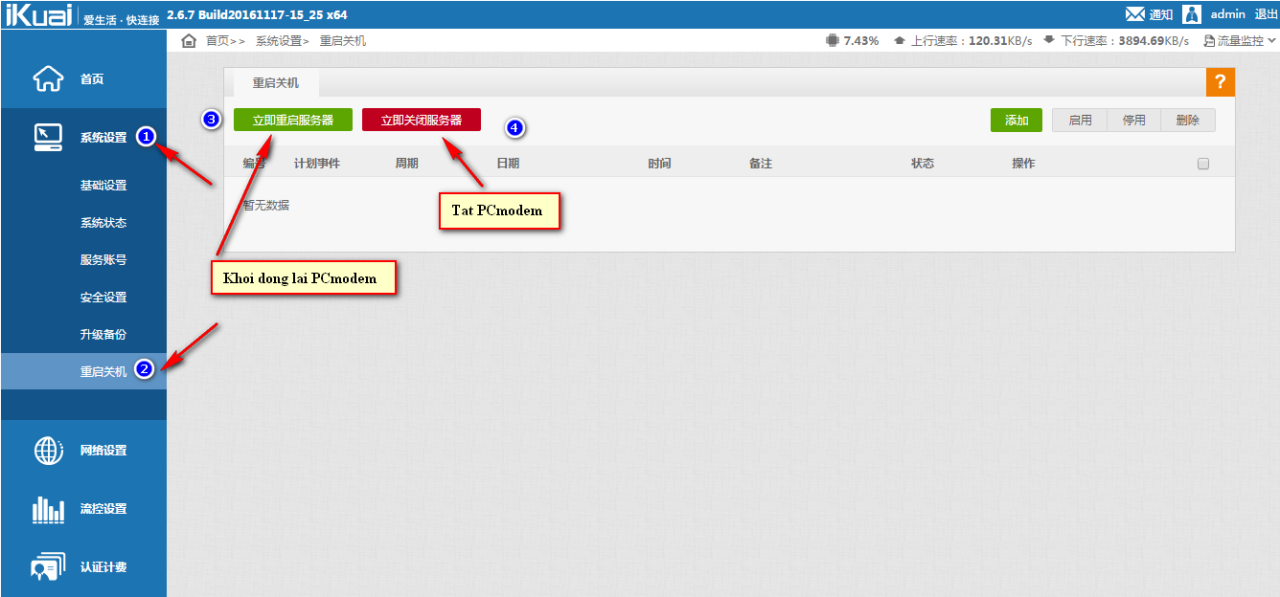 iKuai 爱生活 · 快连接 2.6.7 Build20161117-15_25 x64 通知 admin 退出
首页>> 系统设置> 重启关机 7.43% 上行速率：120.31KB/s 下行速率：3894.69KB/s 流量监控
首页
系统设置 1
基础设置
系统状态
服务账号
安全设置
升级备份
重启关机 2
网络设置
流控设置
认证计费
重启关机 ?
3 立即重启服务器 立即关闭服务器 4 添加 启用 停用 删除
编号 计划事件 周期 日期 时间 备注 状态 操作
暂无数据
Tat PCmodem
Khoi dong lai PCmodem